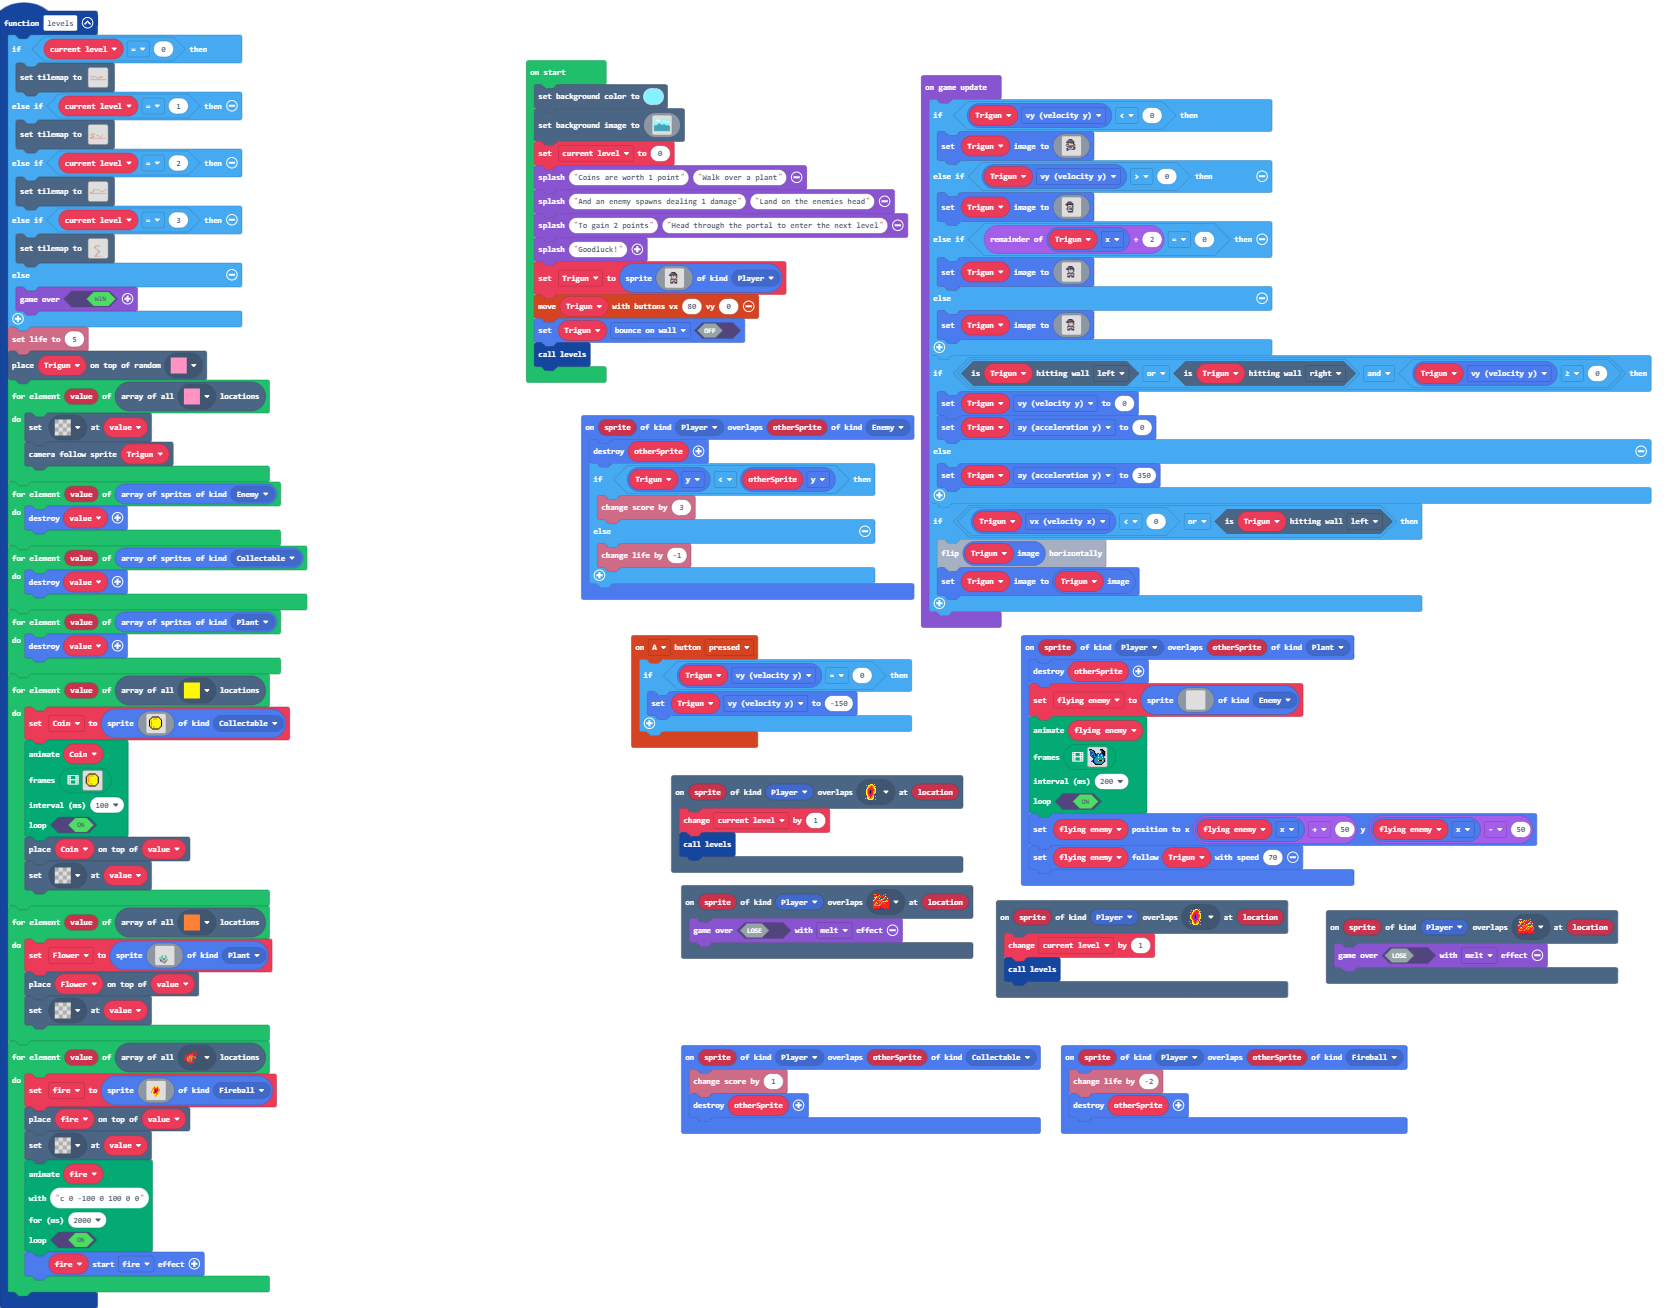 function levels
if current level = 0 then
set tilemap to
else if current level = 1 then
set tilemap to
else if current level = 2 then
set tilemap to
else if current level = 3 then
set tilemap to
else
game over WIN
set life to 5
place Trigun on top of random
for element value of array of all locations
do
set at value
camera follow sprite Trigun
for element value of array of sprites of kind Enemy
do
destroy value
for element value of array of sprites of kind Collectable
do
destroy value
for element value of array of sprites of kind Plant
do
destroy value
for element value of array of all locations
do
set Coin to sprite of kind Collectable
animate Coin
frames
interval (ms) 100
loop ON
place Coin on top of value
set at value
for element value of array of all locations
do
set Flower to sprite of kind Plant
place Flower on top of value
set at value
for element value of array of all locations
do
set fire to sprite of kind Fireball
place fire on top of value
set at value
animate fire
with "c 0 -100 0 100 0 0"
for (ms) 2000
loop ON
fire start fire effect
on start
set background color to
set background image to
set current level to 0
splash "Coins are worth 1 point" "Walk over a plant"
splash "And an enemy spawns dealing 1 damage" "Land on the enemies head"
splash "To gain 2 points" "Head through the portal to enter the next level"
splash "Goodluck!"
set Trigun to sprite of kind Player
move Trigun with buttons vx 80 vy 0
set Trigun bounce on wall OFF
call levels
on game update
if Trigun vy (velocity y) < 0 then
set Trigun image to
else if Trigun vy (velocity y) > 0 then
set Trigun image to
else if remainder of Trigun x ÷ 2 = 0 then
set Trigun image to
else
set Trigun image to
if is Trigun hitting wall left or is Trigun hitting wall right and Trigun vy (velocity y) ≥ 0 then
set Trigun vy (velocity y) to 0
set Trigun ay (acceleration y) to 0
else
set Trigun ay (acceleration y) to 350
if Trigun vx (velocity x) < 0 or is Trigun hitting wall left then
flip Trigun image horizontally
set Trigun image to Trigun image
on sprite of kind Player overlaps otherSprite of kind Enemy
destroy otherSprite
if Trigun y < otherSprite y then
change score by 3
else
change life by -1
on A button pressed
if Trigun vy (velocity y) = 0 then
set Trigun vy (velocity y) to -150
on sprite of kind Player overlaps otherSprite of kind Plant
destroy otherSprite
set flying enemy to sprite of kind Enemy
animate flying enemy
frames
interval (ms) 200
loop ON
set flying enemy position to x flying enemy x + 50 y flying enemy x - 50
set flying enemy follow Trigun with speed 70
on sprite of kind Player overlaps at location
change current level by 1
call levels
on sprite of kind Player overlaps at location
game over LOSE with melt effect
on sprite of kind Player overlaps at location
change current level by 1
call levels
on sprite of kind Player overlaps at location
game over LOSE with melt effect
on sprite of kind Player overlaps otherSprite of kind Collectable
change score by 1
destroy otherSprite
on sprite of kind Player overlaps otherSprite of kind Fireball
change life by -2
destroy otherSprite